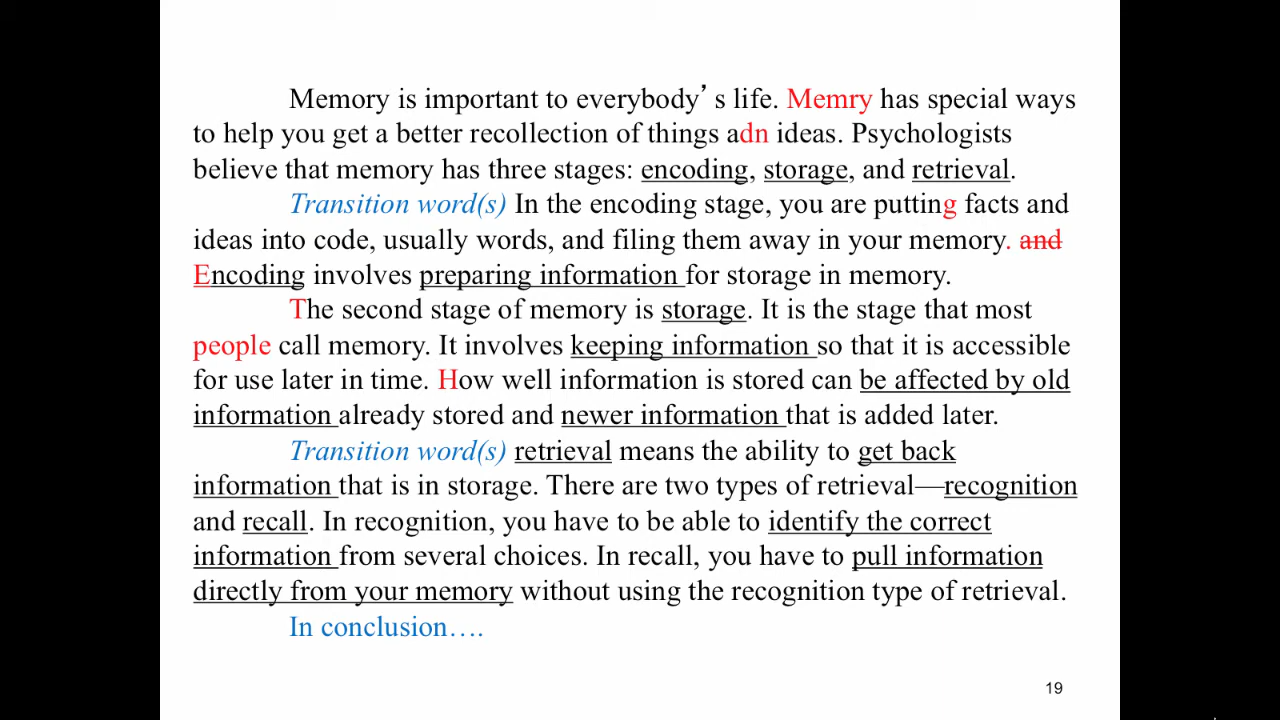 Memory is important to everybody’s life. Memry has special ways
to help you get a better recollection of things adn ideas. Psychologists
believe that memory has three stages: encoding, storage, and retrieval.
Transition word(s) In the encoding stage, you are putting facts and
ideas into code, usually words, and filing them away in your memory. and
Encoding involves preparing information for storage in memory.
The second stage of memory is storage. It is the stage that most
people call memory. It involves keeping information so that it is accessible
for use later in time. How well information is stored can be affected by old
information already stored and newer information that is added later.
Transition word(s) retrieval means the ability to get back
information that is in storage. There are two types of retrieval—recognition
and recall. In recognition, you have to be able to identify the correct
information from several choices. In recall, you have to pull information
directly from your memory without using the recognition type of retrieval.
In conclusion….
19